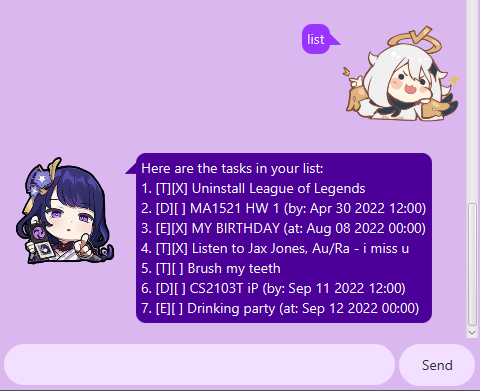 list
Here are the tasks in your list:
1. [T][X] Uninstall League of Legends
2. [D][ ] MA1521 HW 1 (by: Apr 30 2022 12:00)
3. [E][X] MY BIRTHDAY (at: Aug 08 2022 00:00)
4. [T][X] Listen to Jax Jones, Au/Ra - i miss u
5. [T][ ] Brush my teeth
6. [D][ ] CS2103T iP (by: Sep 11 2022 12:00)
7. [E][ ] Drinking party (at: Sep 12 2022 00:00)
Send